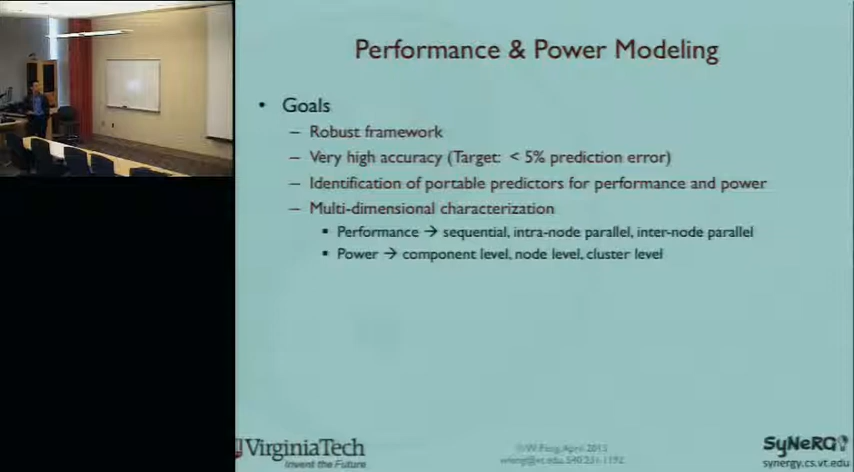 Performance & Power Modeling
• Goals
– Robust framework
– Very high accuracy (Target: < 5% prediction error)
– Identification of portable predictors for performance and power
– Multi-dimensional characterization
▪ Performance → sequential, intra-node parallel, inter-node parallel
▪ Power → component level, node level, cluster level
VirginiaTech
Invent the Future
SyNeRG
synergy.cs.vt.edu